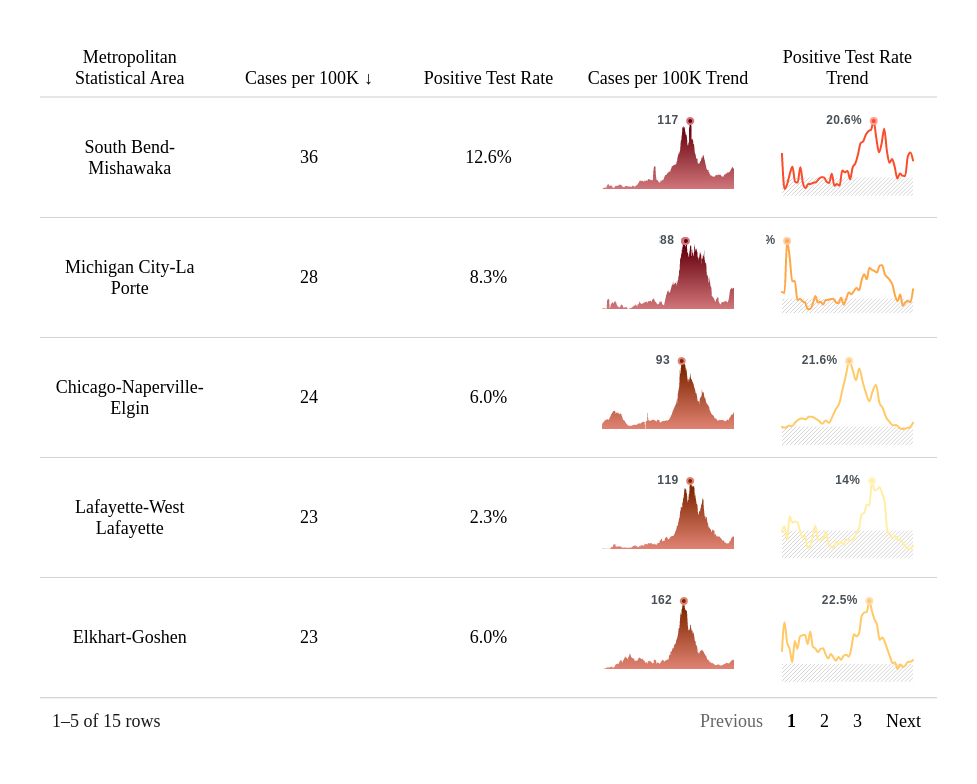 Metropolitan
Statistical Area
Cases per 100K ↓
Positive Test Rate
Cases per 100K Trend
Positive Test Rate
Trend
South Bend-
Mishawaka
36
12.6%
117
20.6%
Michigan City-La
Porte
28
8.3%
88
%
Chicago-Naperville-
Elgin
24
6.0%
93
21.6%
Lafayette-West
Lafayette
23
2.3%
119
14%
Elkhart-Goshen
23
6.0%
162
22.5%
1–5 of 15 rows
Previous 1 2 3 Next